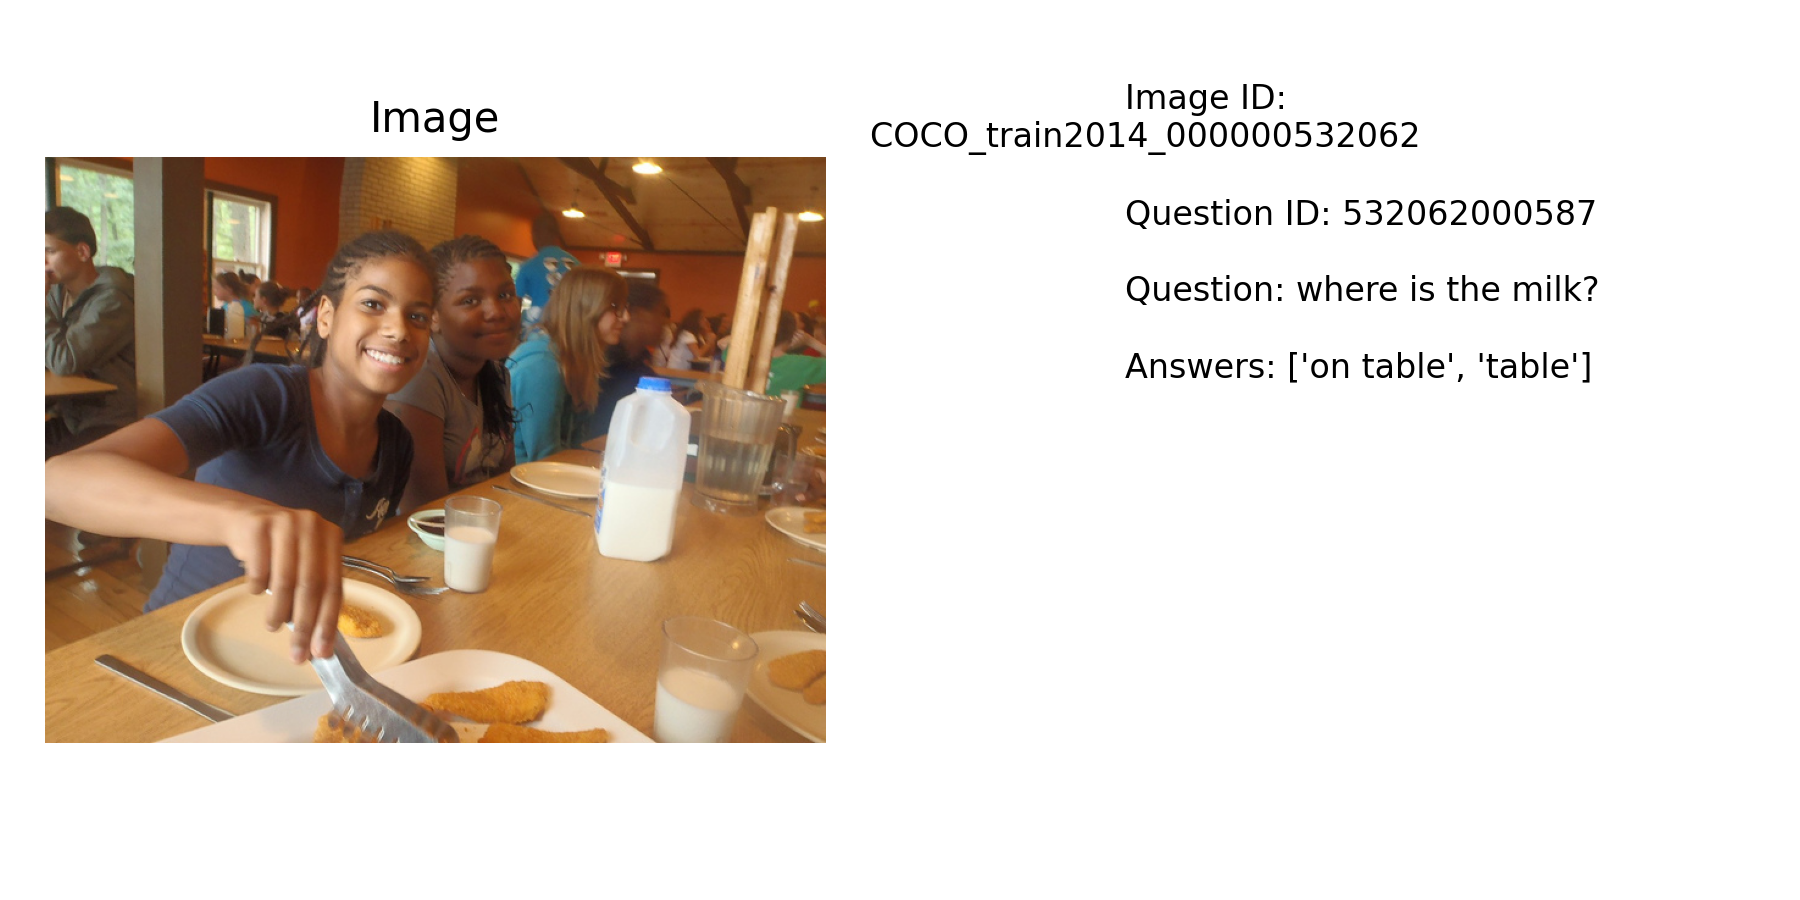 Image
Image ID:
COCO_train2014_000000532062
Question ID: 532062000587
Question: where is the milk?
Answers: ['on table', 'table']